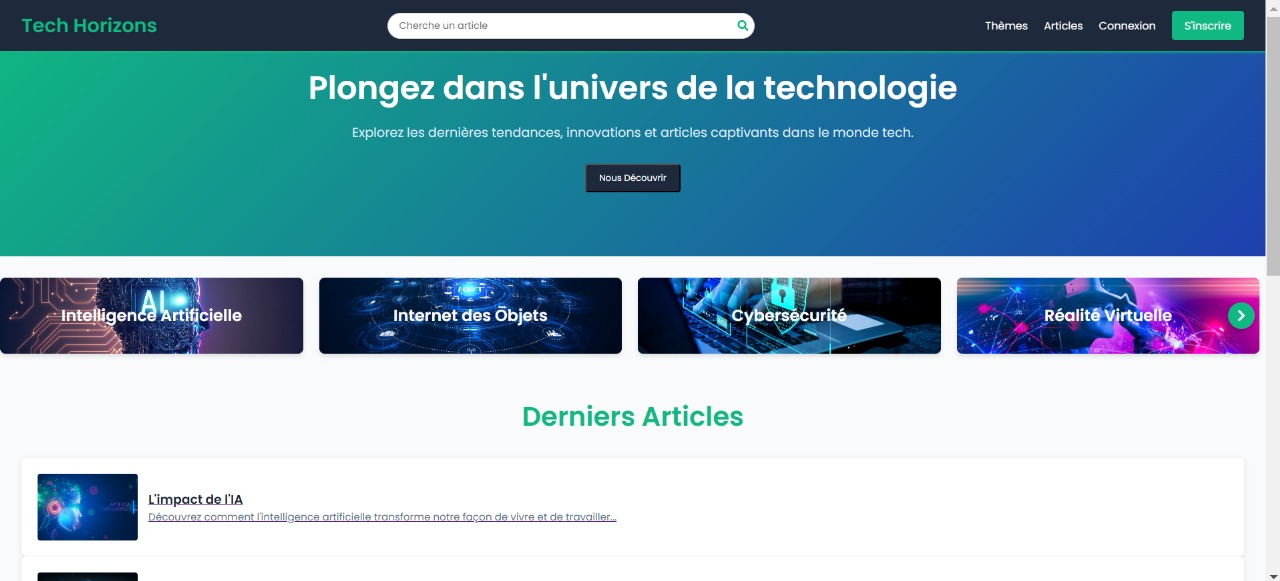 Tech Horizons
Cherche un article
Thèmes
Articles
Connexion
S'inscrire
Plongez dans l'univers de la technologie
Explorez les dernières tendances, innovations et articles captivants dans le monde tech.
Nous Découvrir
AI
Intelligence Artificielle
Internet des Objets
Cybersécurité
Réalité Virtuelle
Derniers Articles
L'impact de l'IA
Découvrez comment l'intelligence artificielle transforme notre façon de vivre et de travailler...